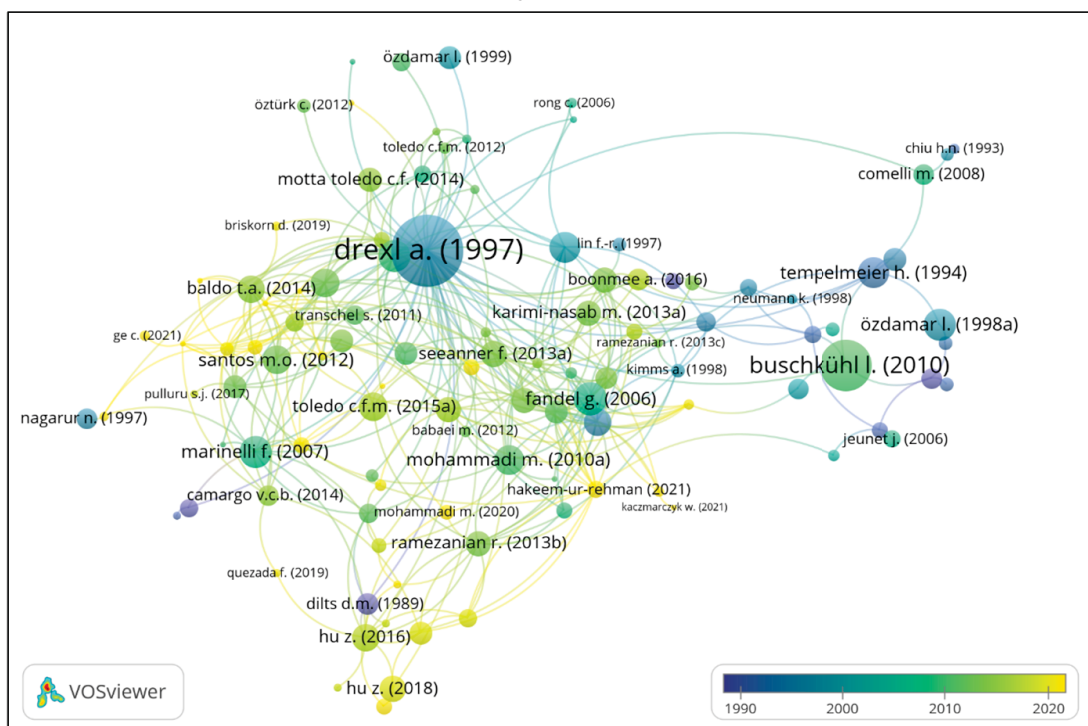 özdamar l. (1999)
rong c. (2006)
öztürk c. (2012)
toledo c.f.m. (2012)
chiu h.n. (1993)
motta toledo c.f. (2014)
comelli m. (2008)
briskorn d. (2019)
drexl a. (1997)
lin f.-r. (1997)
tempelmeier h. (1994)
boonmee a. (2016)
baldo t.a. (2014)
neumann k. (1998)
transchel s. (2011)
karimi-nasab m. (2013a)
özdamar l. (1998a)
ge c. (2021)
ramezanian r. (2013c)
santos m.o. (2012)
seeanner f. (2013a)
buschkühl l. (2010)
kimms a. (1998)
pulluru s.j. (2017)
fandel g. (2006)
toledo c.f.m. (2015a)
nagarur n. (1997)
babaei m. (2012)
jeunet j. (2006)
marinelli f. (2007)
mohammadi m. (2010a)
hakeem-ur-rehman (2021)
camargo v.c.b. (2014)
kaczmarczyk w. (2021)
mohammadi m. (2020)
ramezanian r. (2013b)
quezada f. (2019)
dilts d.m. (1989)
hu z. (2016)
hu z. (2018)
VOSviewer
1990 2000 2010 2020